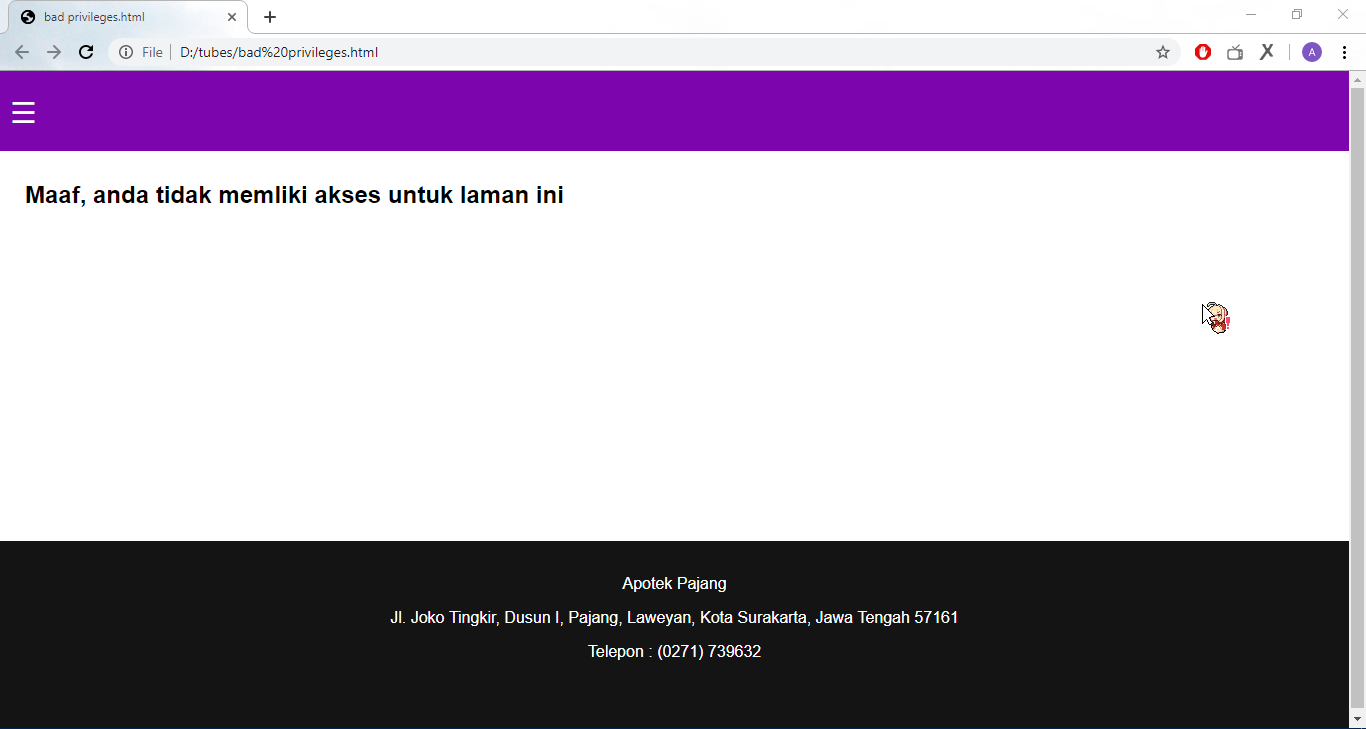 bad privileges.html
File
D:/tubes/bad%20privileges.html
A
Maaf, anda tidak memliki akses untuk laman ini
Apotek Pajang
Jl. Joko Tingkir, Dusun I, Pajang, Laweyan, Kota Surakarta, Jawa Tengah 57161
Telepon : (0271) 739632